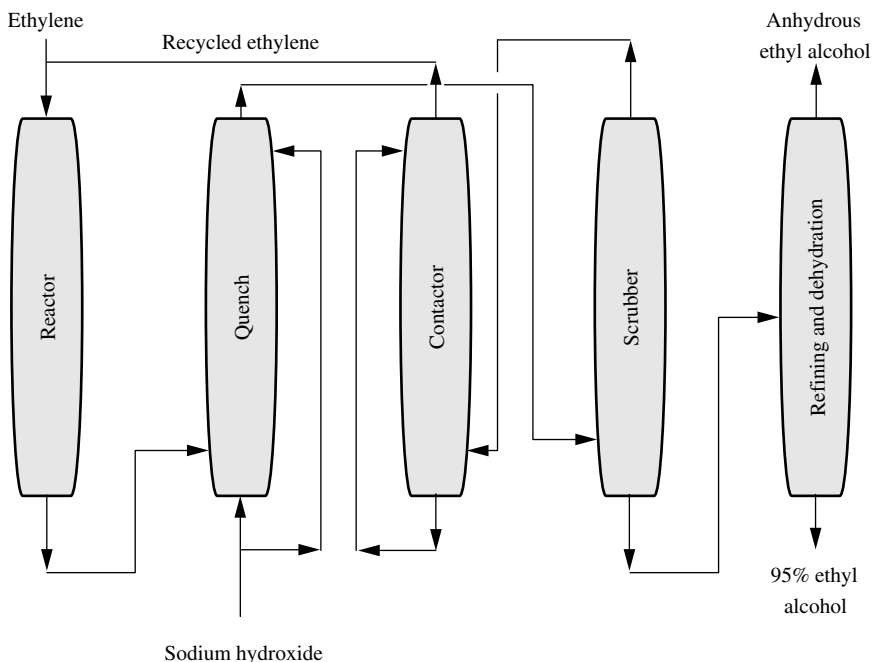 Ethylene
Recycled ethylene
Anhydrous
ethyl alcohol
Reactor
Quench
Contactor
Scrubber
Refining and dehydration
95% ethyl
alcohol
Sodium hydroxide